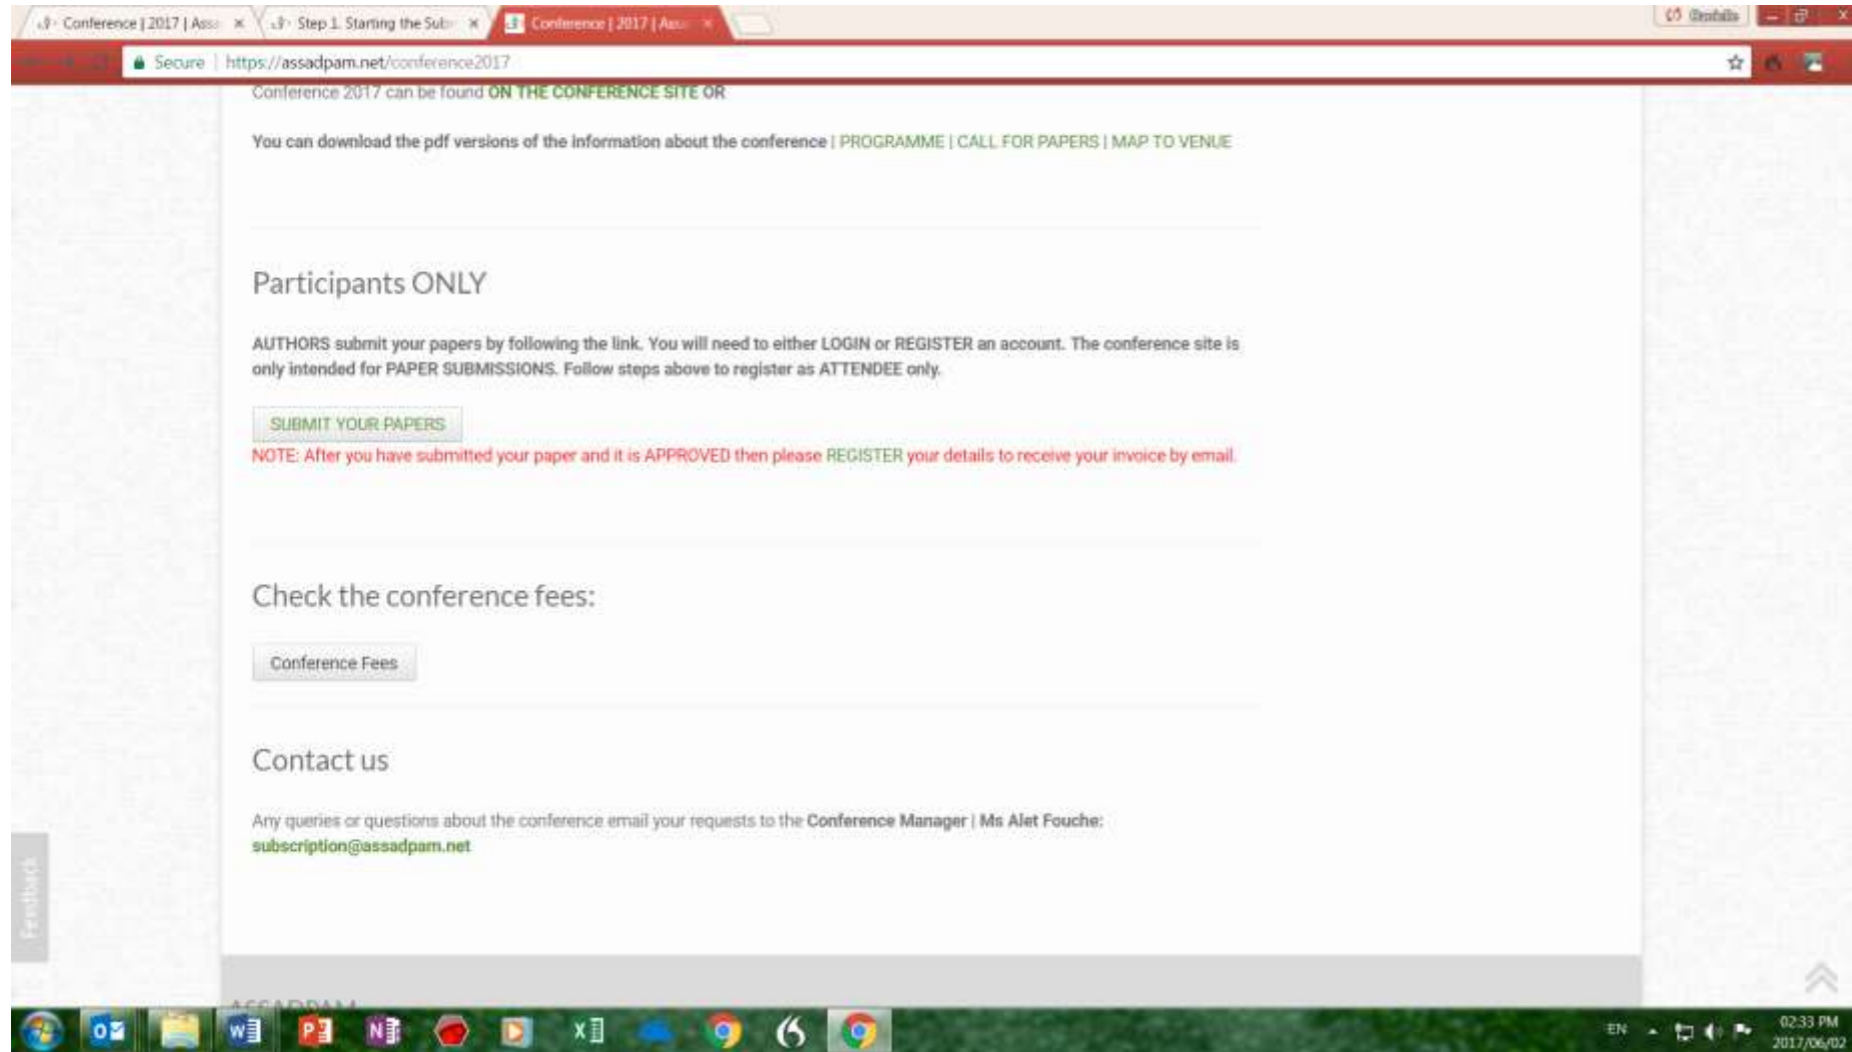 Conference | 2017 | Ass
Step 1. Starting the Sub
Conference | 2017 | Ass
Secure | https://assadpam.net/conference2017
Conference 2017 can be found ON THE CONFERENCE SITE OR
You can download the pdf versions of the information about the conference | PROGRAMME | CALL FOR PAPERS | MAP TO VENUE
Participants ONLY
AUTHORS submit your papers by following the link. You will need to either LOGIN or REGISTER an account. The conference site is
only intended for PAPER SUBMISSIONS. Follow steps above to register as ATTENDEE only.
SUBMIT YOUR PAPERS
NOTE: After you have submitted your paper and it is APPROVED then please REGISTER your details to receive your invoice by email.
Check the conference fees:
Conference Fees
Contact us
Any queries or questions about the conference email your requests to the Conference Manager | Ms Alet Fouche:
subscription@assadpam.net
Feedback
ASSADPAM
EN
02:33 PM
2017/06/02